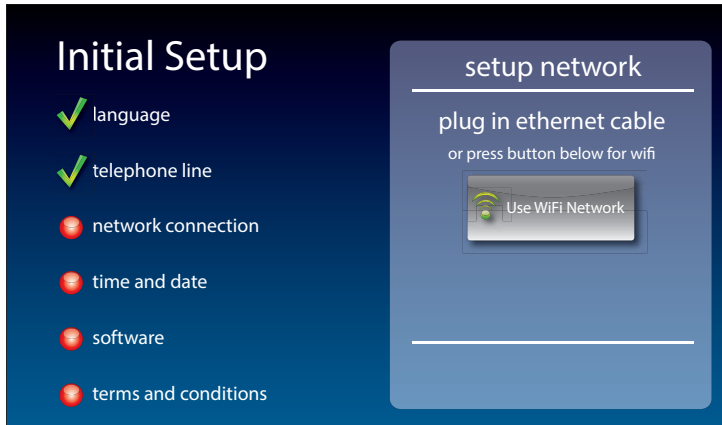 Initial Setup
language
telephone line
network connection
time and date
software
terms and conditions
setup network
plug in ethernet cable
or press button below for wifi
Use WiFi Network